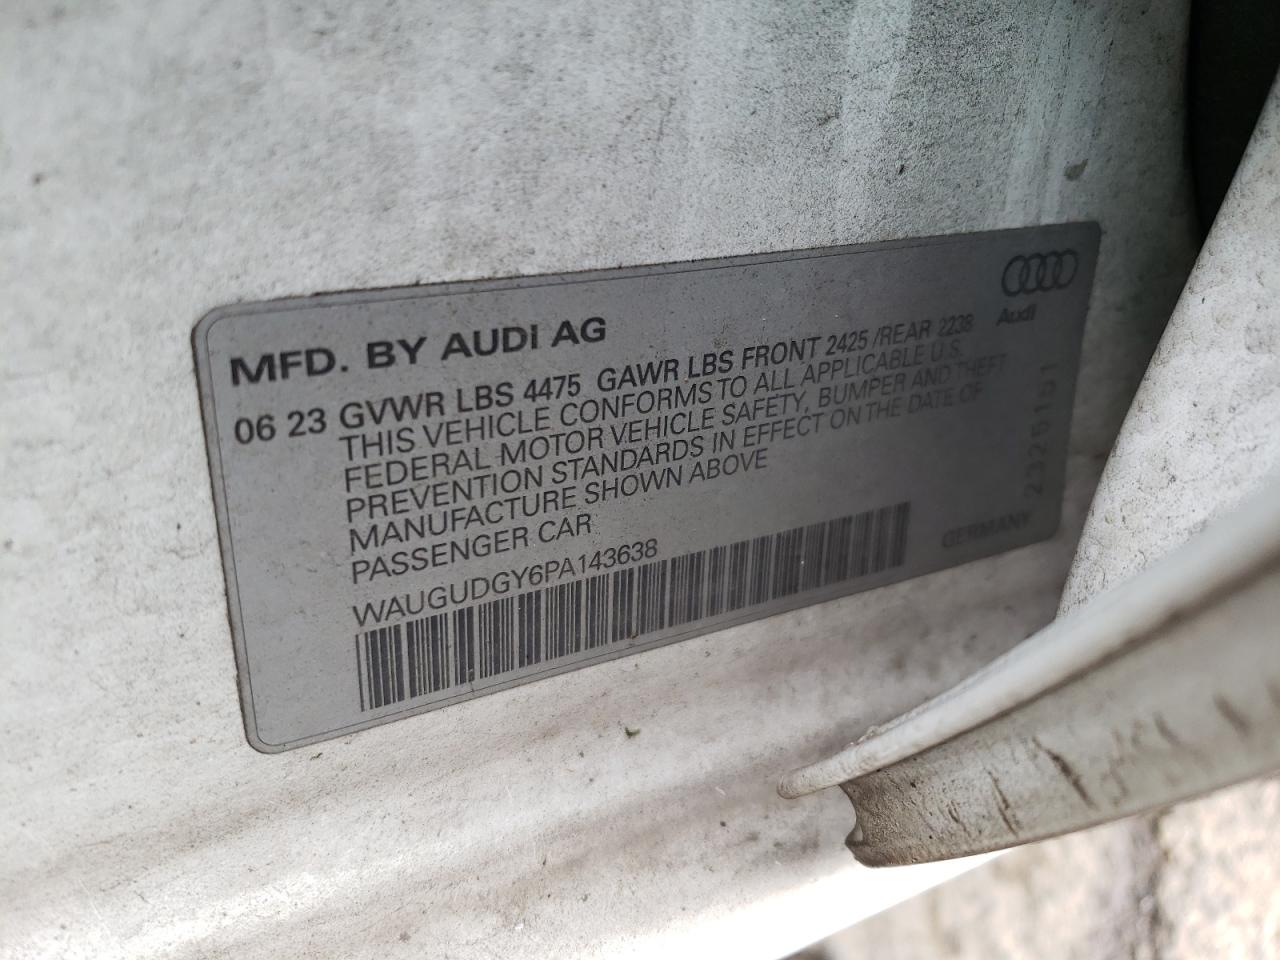 MFD. BY AUDI AG
Audi
06 23 GVWR LBS 4475 GAWR LBS FRONT 2425 /REAR 2238
THIS VEHICLE CONFORMS TO ALL APPLICABLE U.S.
FEDERAL MOTOR VEHICLE SAFETY, BUMPER AND THEFT
PREVENTION STANDARDS IN EFFECT ON THE DATE OF
MANUFACTURE SHOWN ABOVE
PASSENGER CAR
WAUGUDGY6PA143638
GERMANY